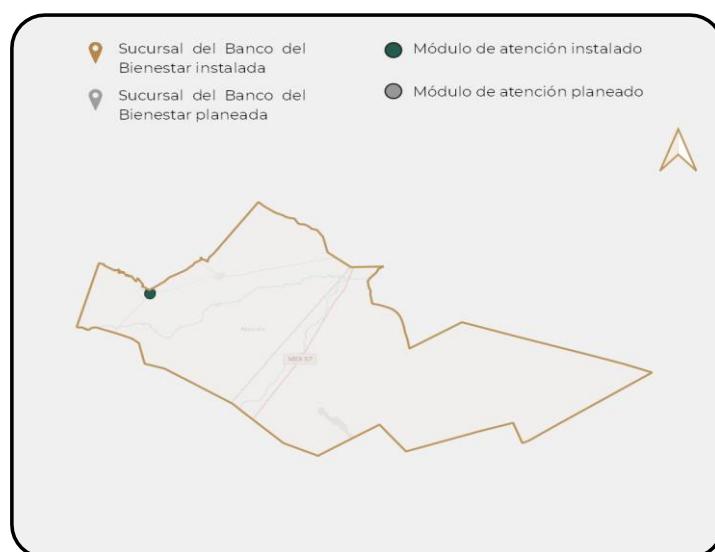 Sucursal del Banco del
Bienestar instalada
Sucursal del Banco del
Bienestar planeada
Módulo de atención instalado
Módulo de atención planeado
MEX 57